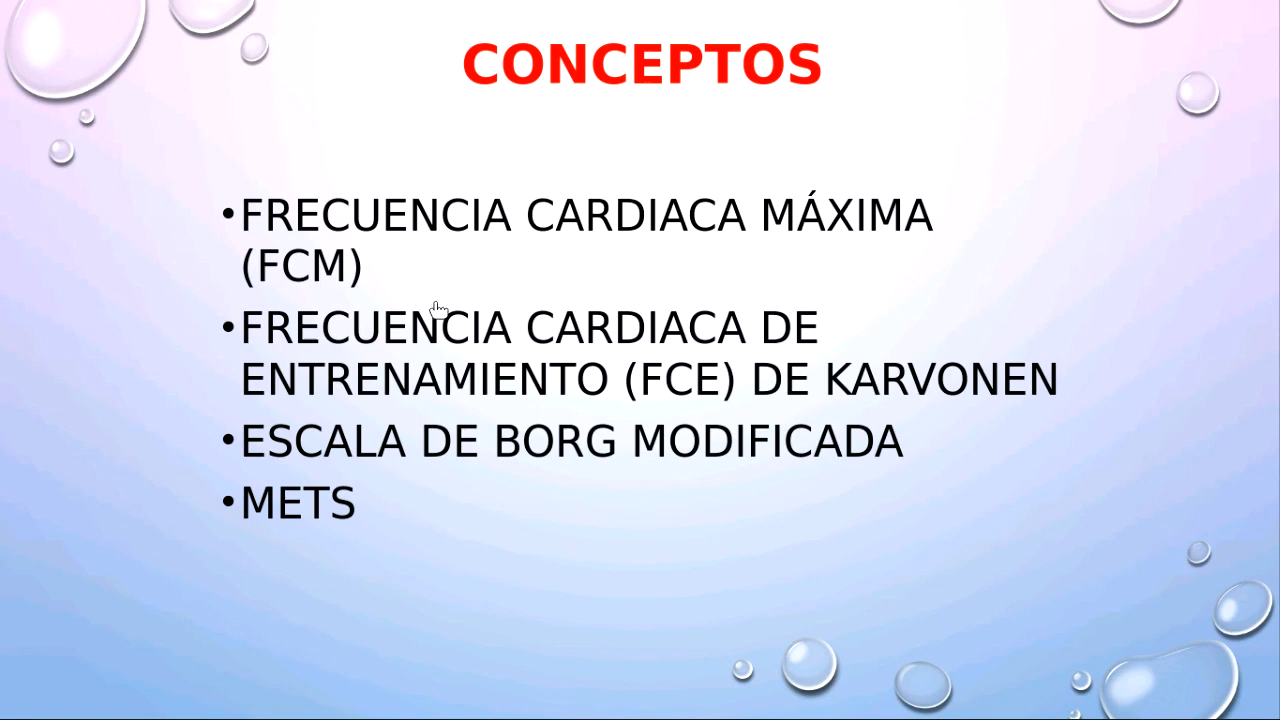 CONCEPTOS
•FRECUENCIA CARDIACA MÁXIMA
(FCM)
•FRECUENCIA CARDIACA DE
ENTRENAMIENTO (FCE) DE KARVONEN
•ESCALA DE BORG MODIFICADA
•METS